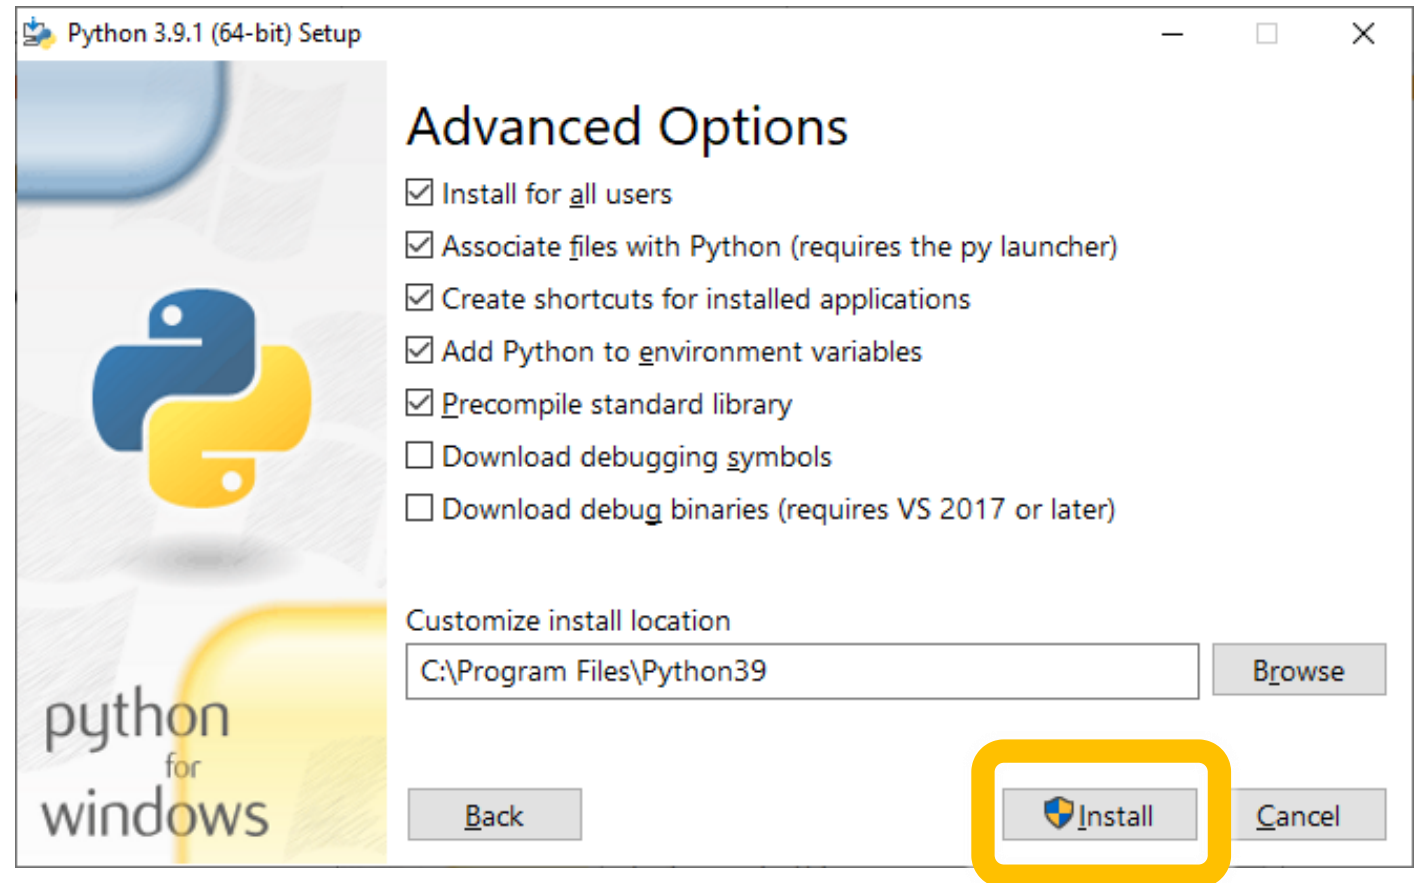 Python 3.9.1 (64-bit) Setup
Advanced Options
Install for all users
Associate files with Python (requires the py launcher)
Create shortcuts for installed applications
Add Python to environment variables
Precompile standard library
Download debugging symbols
Download debug binaries (requires VS 2017 or later)
Customize install location
C:\Program Files\Python39
Browse
python
for
windows
Back
Install
Cancel